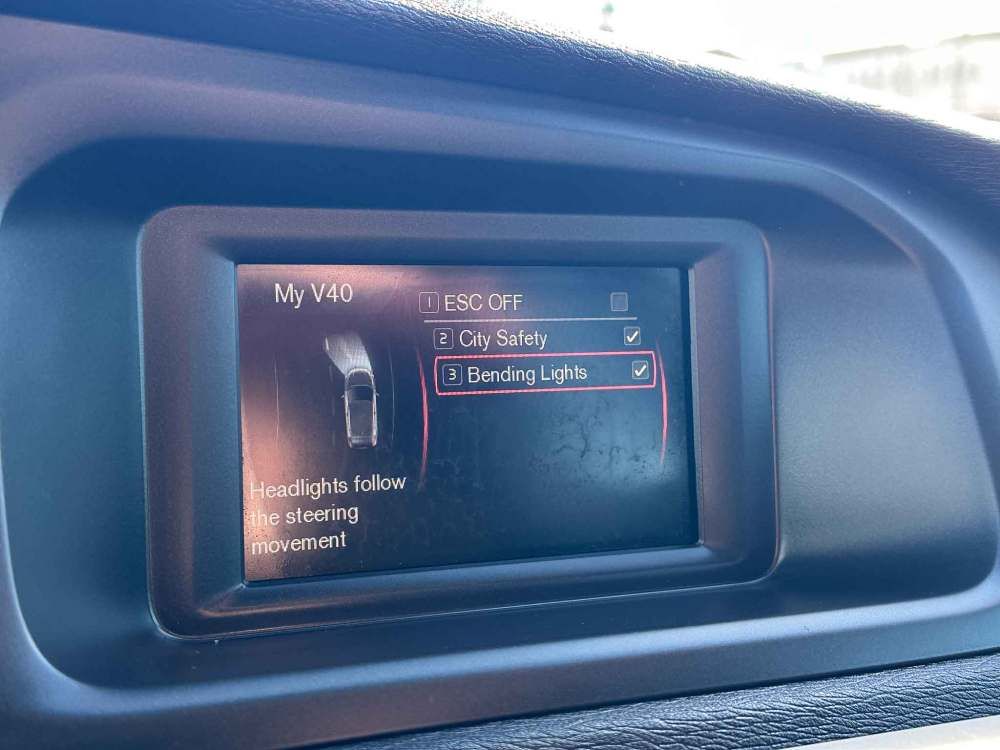 My V40
1 ESC OFF
2 City Safety
3 Bending Lights
Headlights follow
the steering
movement